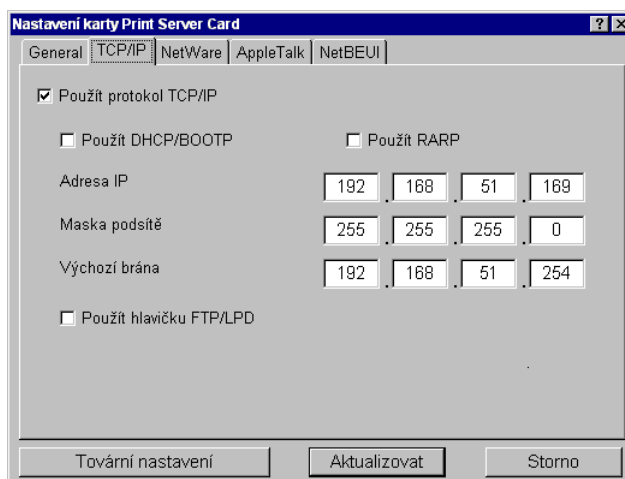 Nastavení karty Print Server Card
General TCP/IP NetWare AppleTalk NetBEUI
Použít protokol TCP/IP
Použít DHCP/BOOTP Použít RARP
Adresa IP 192 . 168 . 51 . 169
Maska podsítě 255 . 255 . 255 . 0
Výchozí brána 192 . 168 . 51 . 254
Použít hlavičku FTP/LPD
Tovární nastavení Aktualizovat Storno